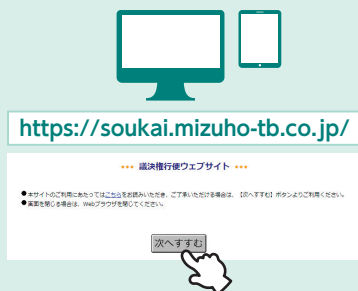 https://soukai.mizuho-tb.co.jp/
••• 議決権行使ウェブサイト •••
●本サイトのご利用にあたってはこちらをお読みいただき、ご了承いただける場合は、【次へすすむ】ボタンよりご利用ください。
●画面を閉じる場合は、Webブラウザを閉じてください。
次へすすむ